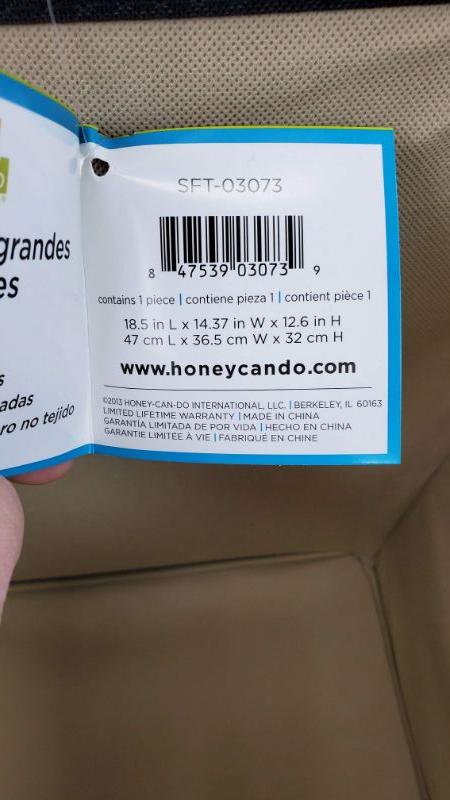 grandes
es
s
adas
ro no tejido
SFT-03073
8 47539 03073 9
contains 1 piece | contiene pieza 1 | contient pièce 1
18.5 in L x 14.37 in W x 12.6 in H
47 cm L x 36.5 cm W x 32 cm H
www.honeycando.com
©2013 HONEY-CAN-DO INTERNATIONAL, LLC. | BERKELEY, IL 60163
LIMITED LIFETIME WARRANTY | MADE IN CHINA
GARANTÍA LIMITADA DE POR VIDA | HECHO EN CHINA
GARANTIE LIMITÉE À VIE | FABRIQUÉ EN CHINE